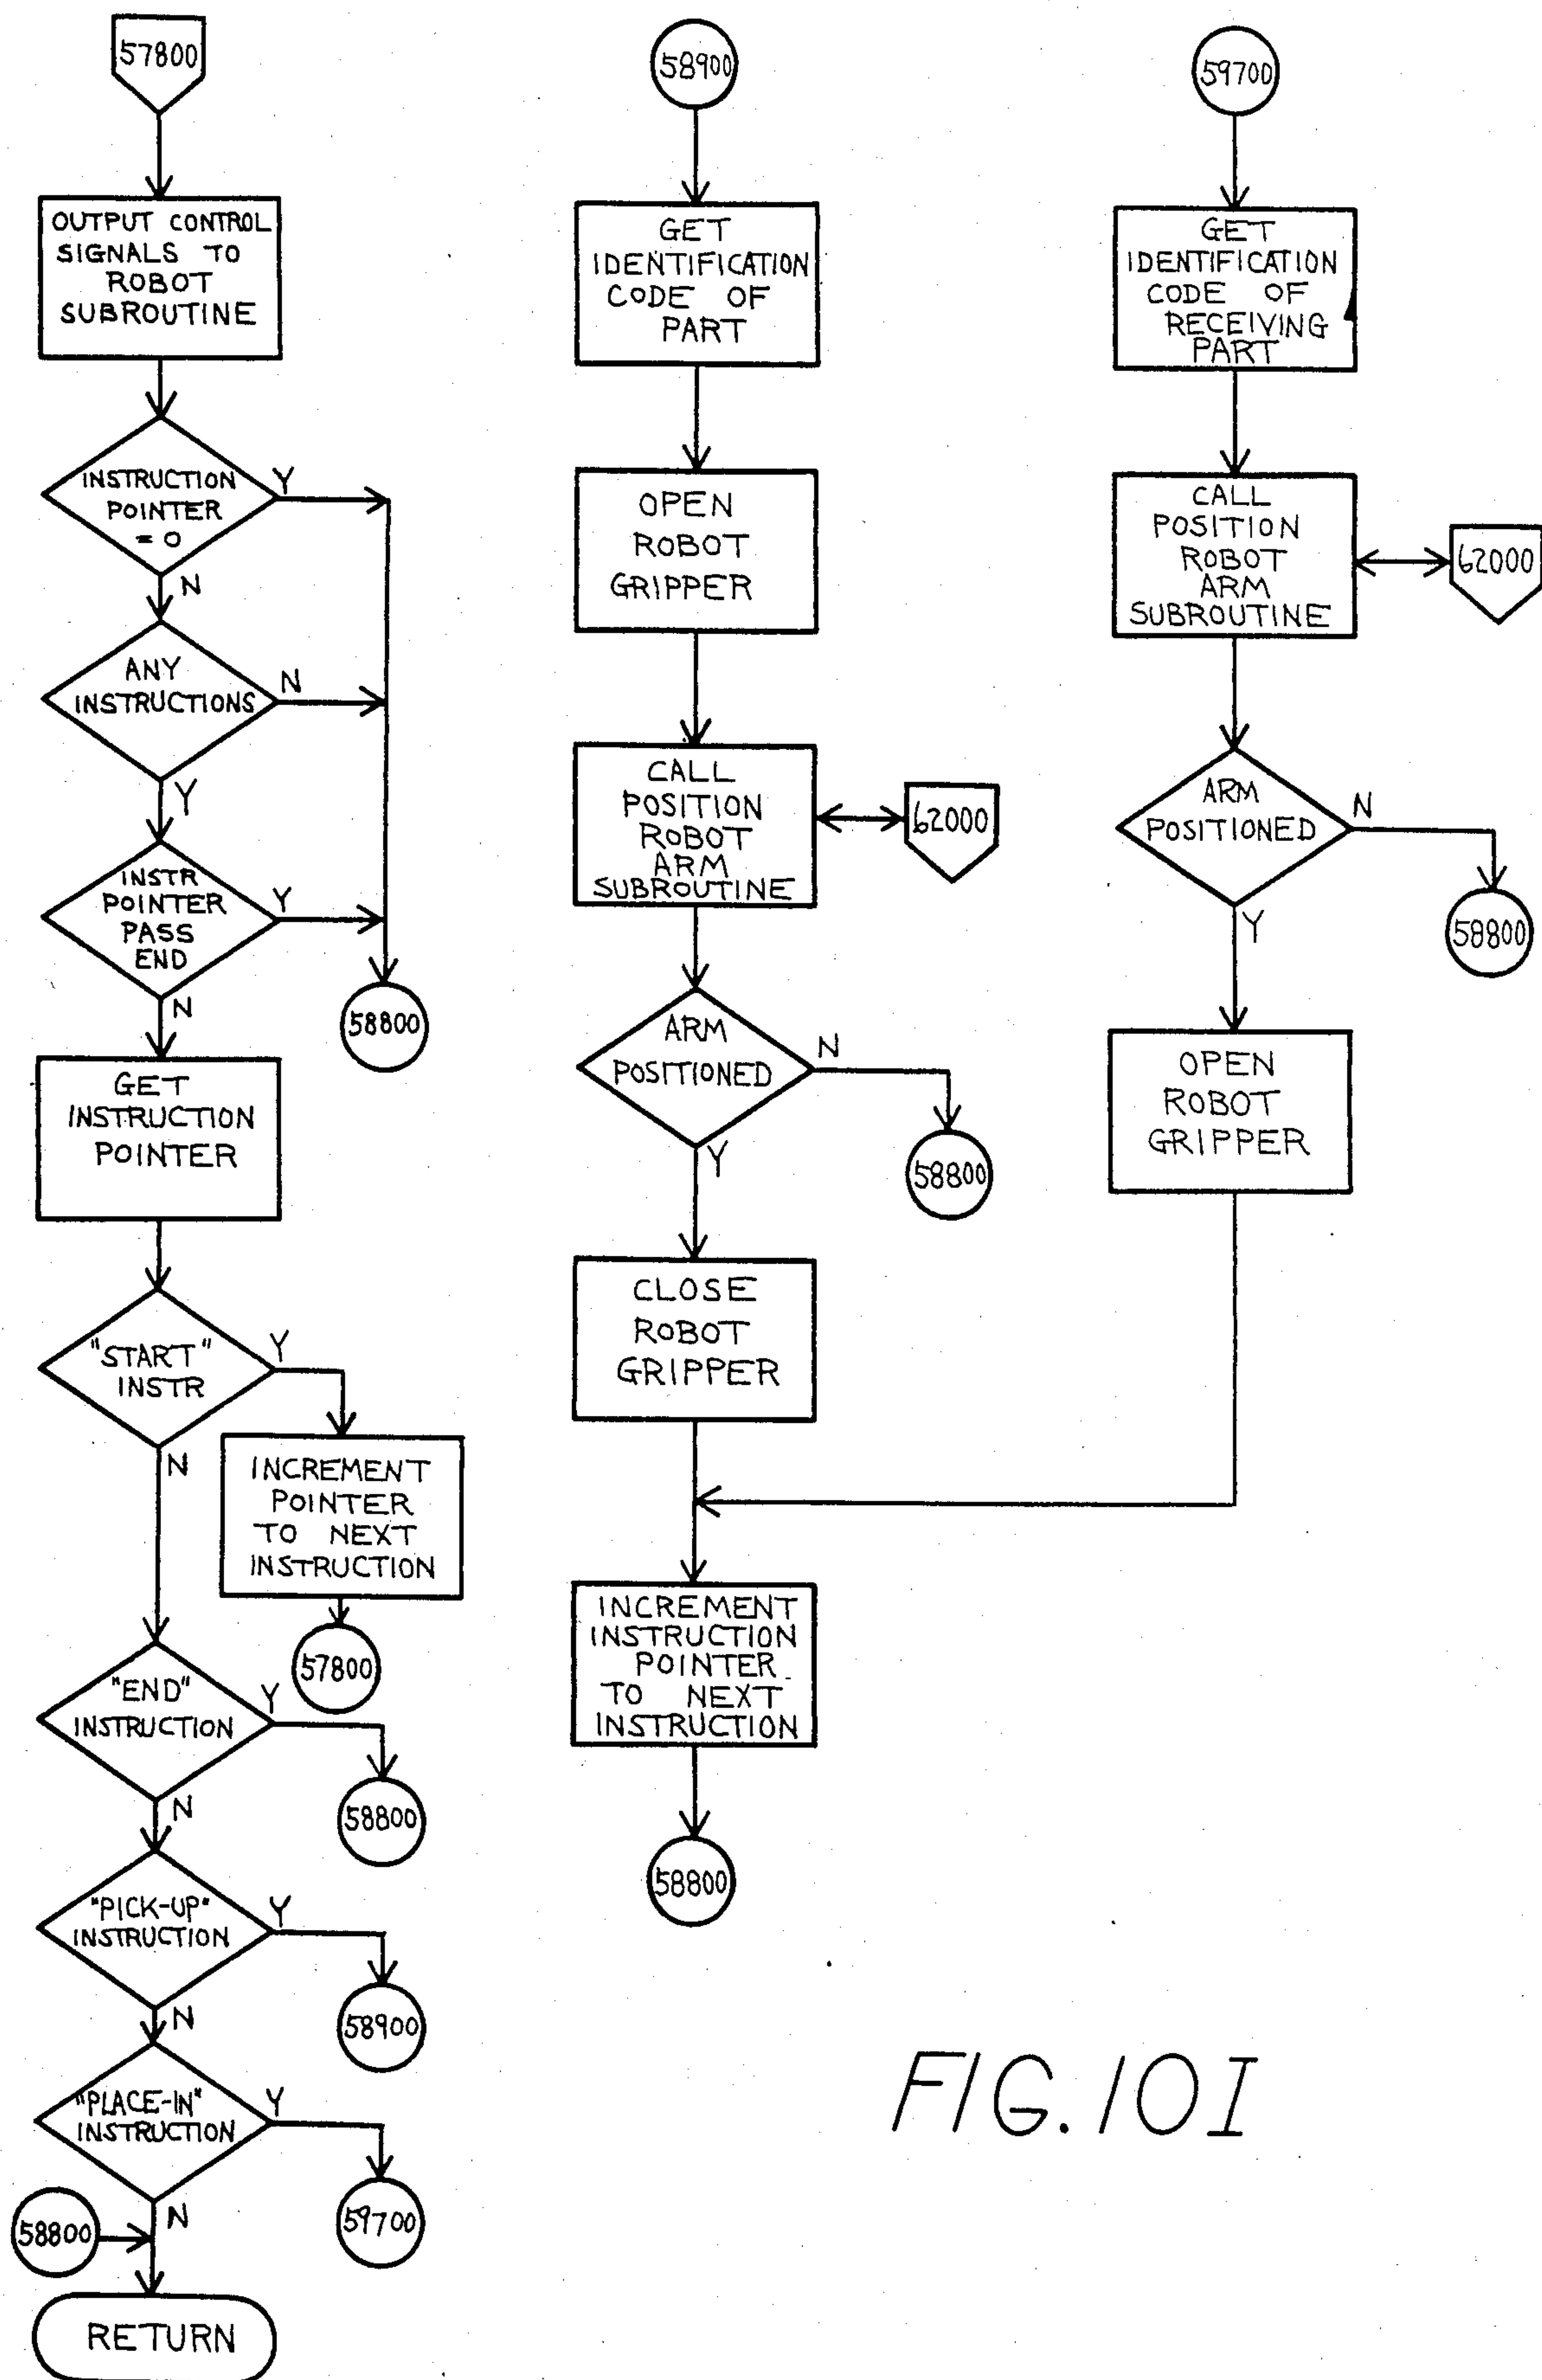 57800
OUTPUT CONTROL
SIGNALS TO
ROBOT
SUBROUTINE
INSTRUCTION
POINTER
= 0
Y
N
ANY
INSTRUCTIONS
N
Y
INSTR
POINTER
PASS
END
Y
N
58800
GET
INSTRUCTION
POINTER
"START"
INSTR
Y
N
INCREMENT
POINTER
TO NEXT
INSTRUCTION
57800
"END"
INSTRUCTION
Y
N
58800
"PICK-UP"
INSTRUCTION
Y
N
58900
"PLACE-IN"
INSTRUCTION
Y
N
59700
58800
RETURN
58900
GET
IDENTIFICATION
CODE OF
PART
OPEN
ROBOT
GRIPPER
CALL
POSITION
ROBOT
ARM
SUBROUTINE
62000
ARM
POSITIONED
N
Y
58800
CLOSE
ROBOT
GRIPPER
INCREMENT
INSTRUCTION
POINTER
TO NEXT
INSTRUCTION
58800
59700
GET
IDENTIFICATION
CODE OF
RECEIVING
PART
CALL
POSITION
ROBOT
ARM
SUBROUTINE
62000
ARM
POSITIONED
N
Y
58800
OPEN
ROBOT
GRIPPER
FIG. 10I